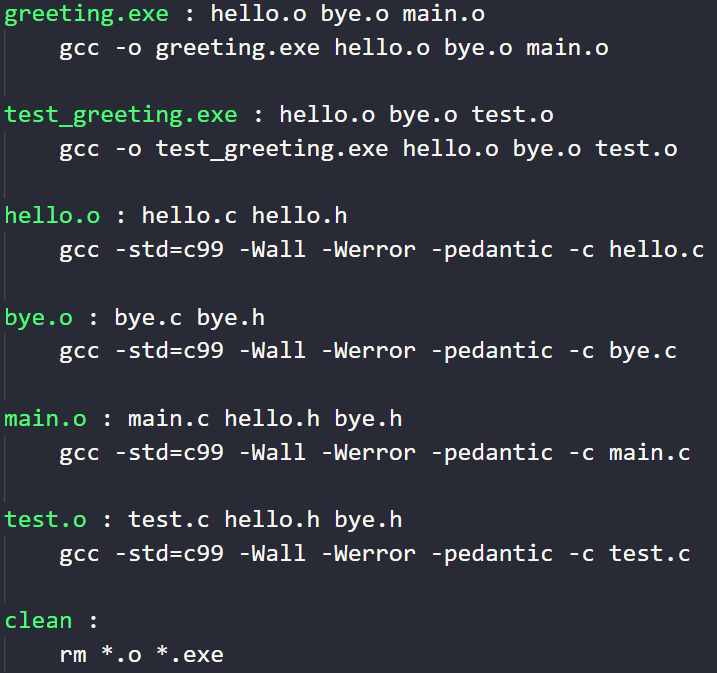 greeting.exe : hello.o bye.o main.o
gcc -o greeting.exe hello.o bye.o main.o
test_greeting.exe : hello.o bye.o test.o
gcc -o test_greeting.exe hello.o bye.o test.o
hello.o : hello.c hello.h
gcc -std=c99 -Wall -Werror -pedantic -c hello.c
bye.o : bye.c bye.h
gcc -std=c99 -Wall -Werror -pedantic -c bye.c
main.o : main.c hello.h bye.h
gcc -std=c99 -Wall -Werror -pedantic -c main.c
test.o : test.c hello.h bye.h
gcc -std=c99 -Wall -Werror -pedantic -c test.c
clean :
rm *.o *.exe